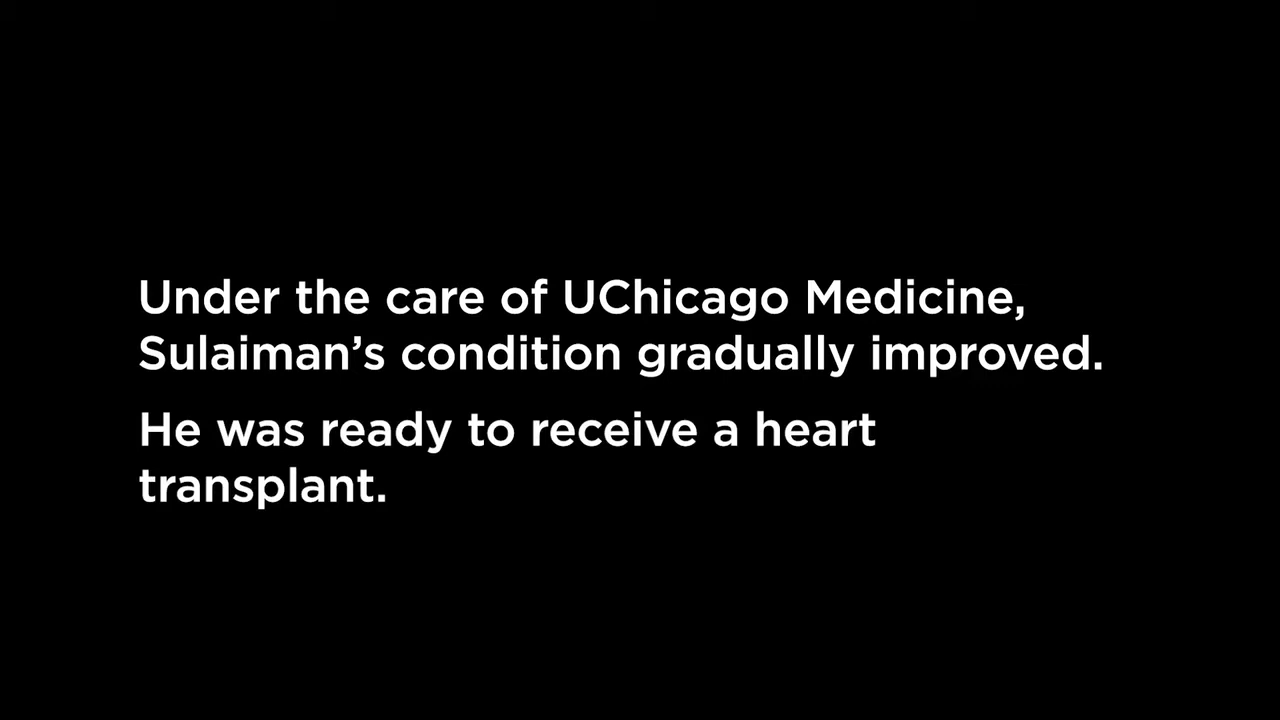 Under the care of UChicago Medicine,
Sulaiman’s condition gradually improved.
He was ready to receive a heart
transplant.